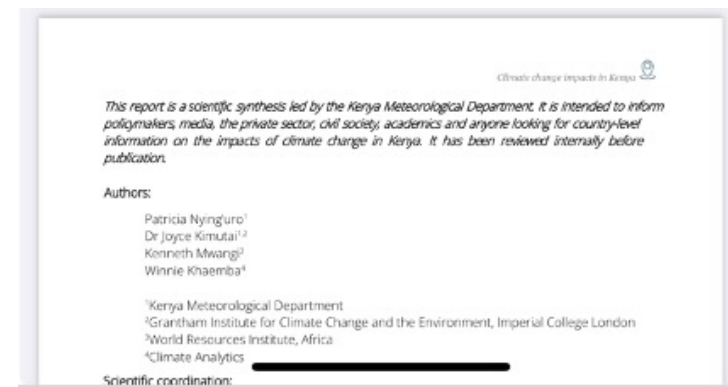 Climate change impacts in Kenya
This report is a scientific synthesis led by the Kenya Meteorological Department. It is intended to inform
policymakers, media, the private sector, civil society, academics and anyone looking for country-level
information on the impacts of climate change in Kenya. It has been reviewed internally before
publication.
Authors:
Patricia Nying'uro¹
Dr Joyce Kimutai¹,²
Kenneth Mwangi³
Winnie Khaemba⁴
¹Kenya Meteorological Department
²Grantham Institute for Climate Change and the Environment, Imperial College London
³World Resources Institute, Africa
⁴Climate Analytics
Scientific coordination: